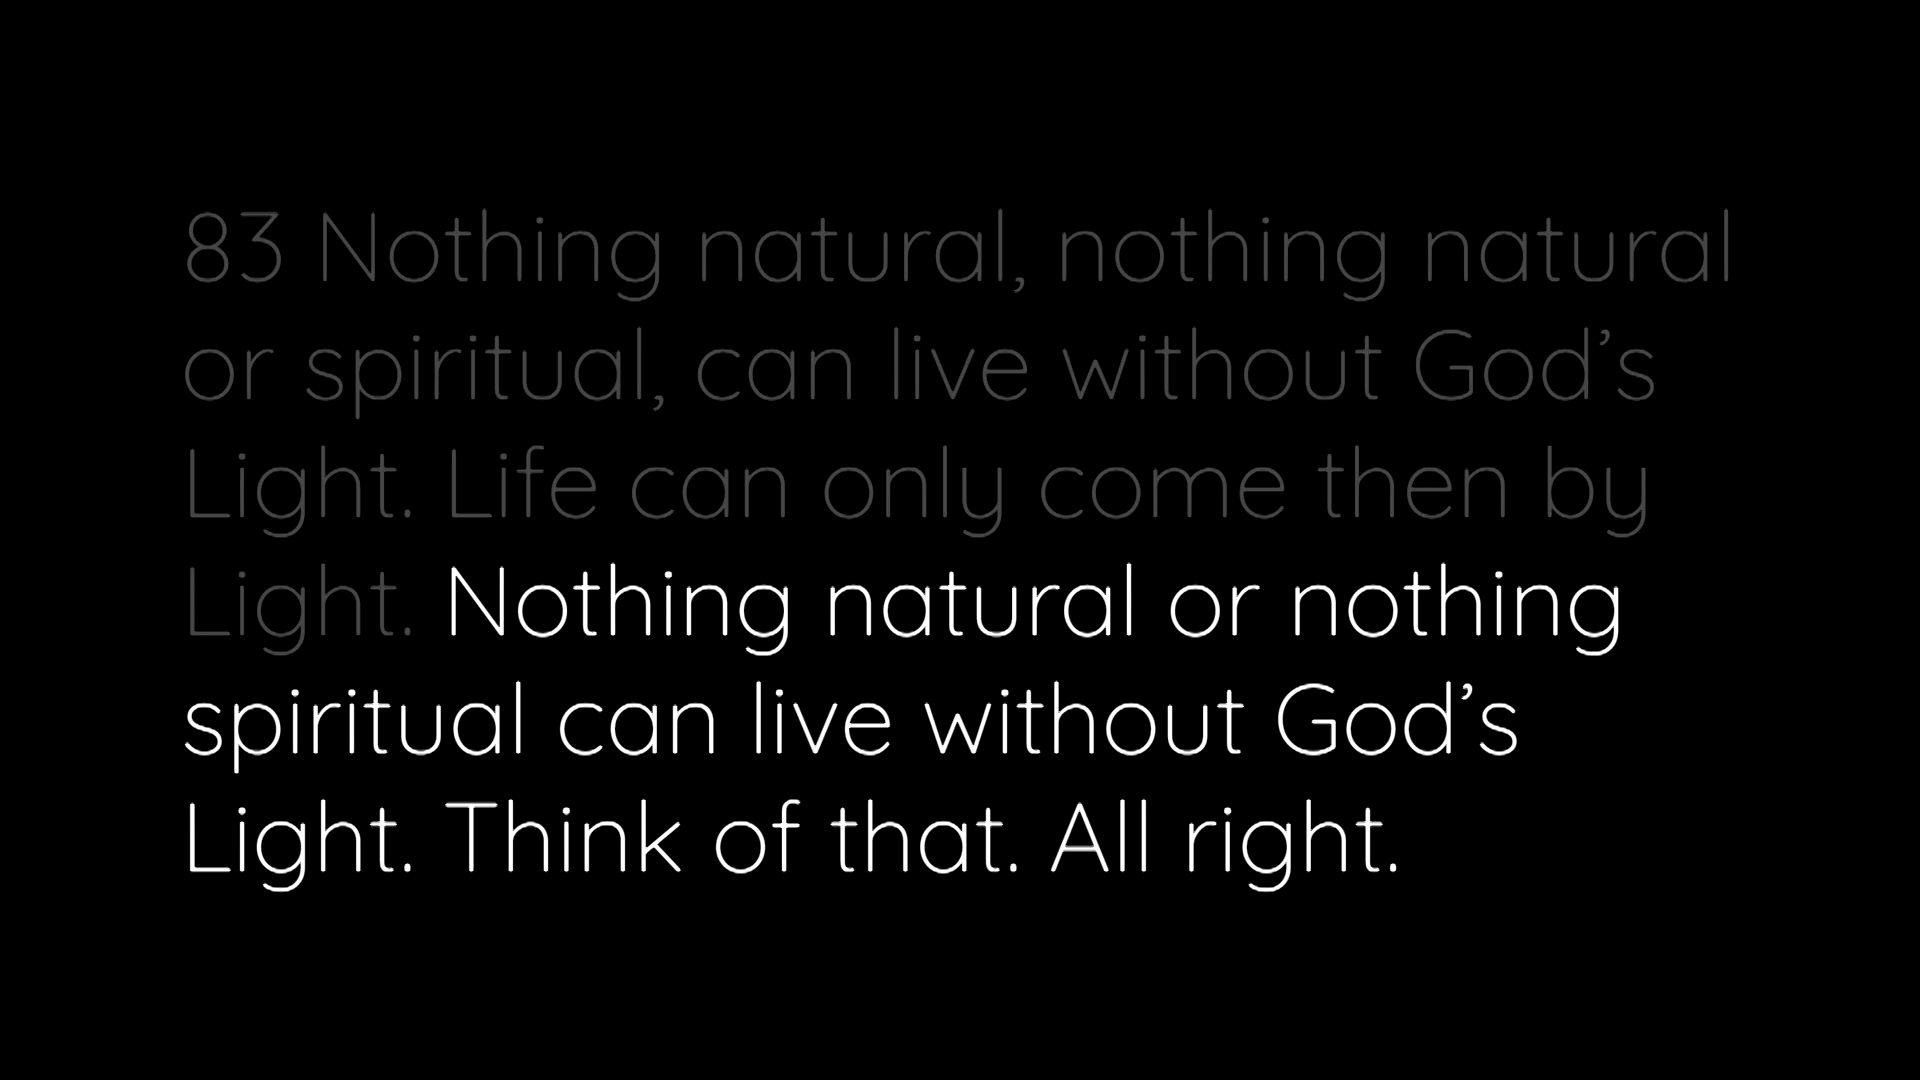 83 Nothing natural, nothing natural
or spiritual, can live without God’s
Light. Life can only come then by
Light. Nothing natural or nothing
spiritual can live without God’s
Light. Think of that. All right.